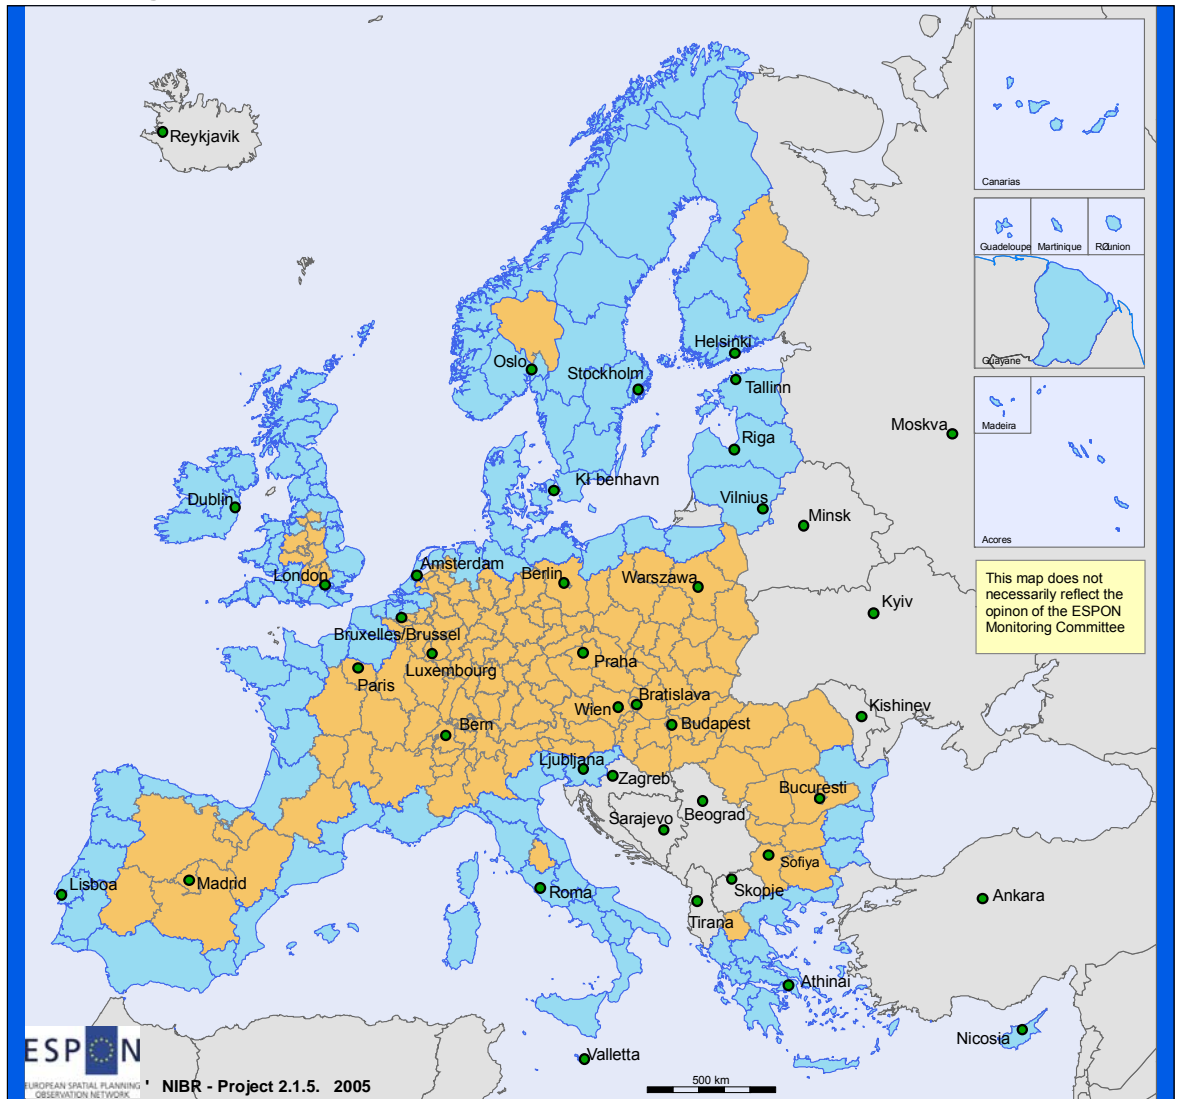 Reykjavik
Canarias
Guadeloupe
Martinique
RØunion
Guayane
Madeira
Acores
This map does not
necessarily reflect the
opinon of the ESPON
Monitoring Committee
Helsinki
Oslo
Stockholm
Tallinn
Moskva
Riga
KÍ benhavn
Dublin
Vilnius
Minsk
Amsterdam
Berlin
Warszawa
London
Kyiv
Bruxelles/Brussel
Praha
Luxembourg
Paris
Bratislava
Wien
Kishinev
Bern
Budapest
Ljubljana
Zagreb
Bucuresti
Beograd
Sarajevo
Sofiya
Madrid
Lisboa
Roma
Skopje
Ankara
Tirana
Athinai
Nicosia
Valletta
500 km
ESPON
EUROPEAN SPATIAL PLANNING
OBSERVATION NETWORK
' NIBR - Project 2.1.5. 2005